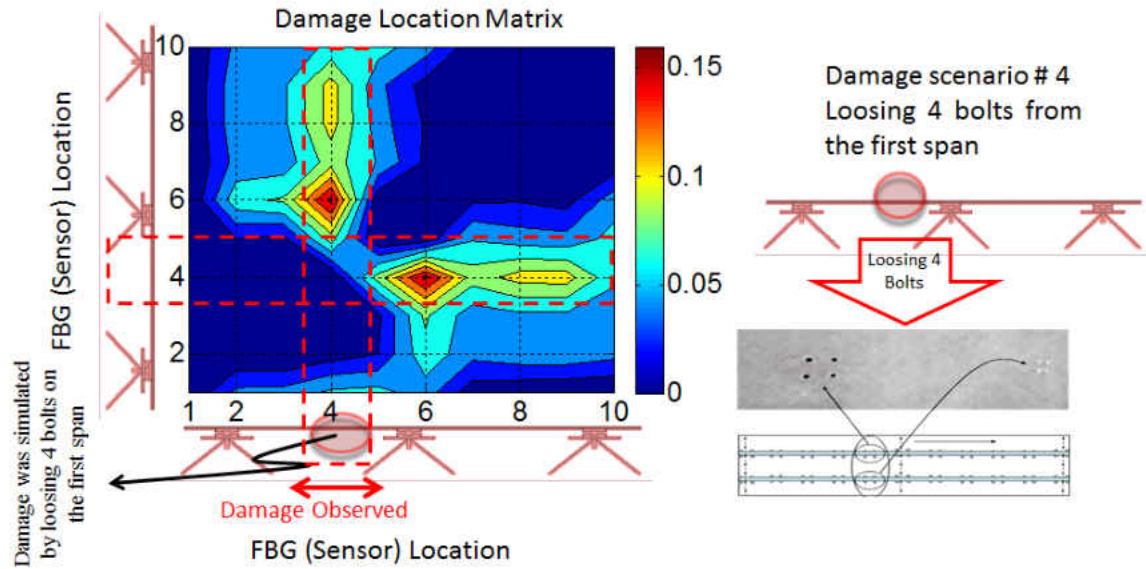 Damage Location Matrix
10
8
6
4
2
1 2 4 6 8 10
FBG (Sensor) Location
0.15
0.1
0.05
0
Damage was simulated
by loosing 4 bolts on
the first span
Damage Observed
FBG (Sensor) Location
Damage scenario # 4
Loosing 4 bolts from
the first span
Loosing 4
Bolts